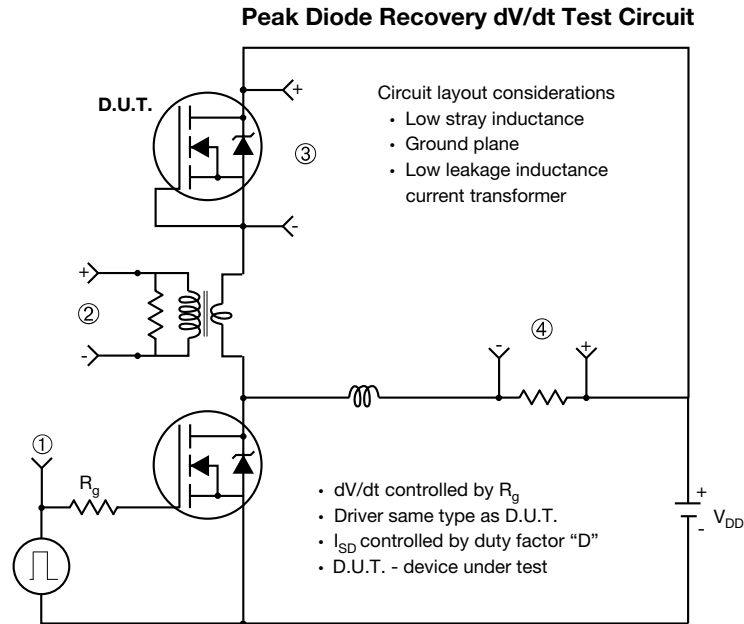 Peak Diode Recovery dV/dt Test Circuit
D.U.T.
+
Circuit layout considerations
• Low stray inductance
• Ground plane
• Low leakage inductance
current transformer
③
-
+
②
-
-
④
+
①
Rg
• dV/dt controlled by Rg
• Driver same type as D.U.T.
• ISD controlled by duty factor “D”
• D.U.T. - device under test
+
VDD
-